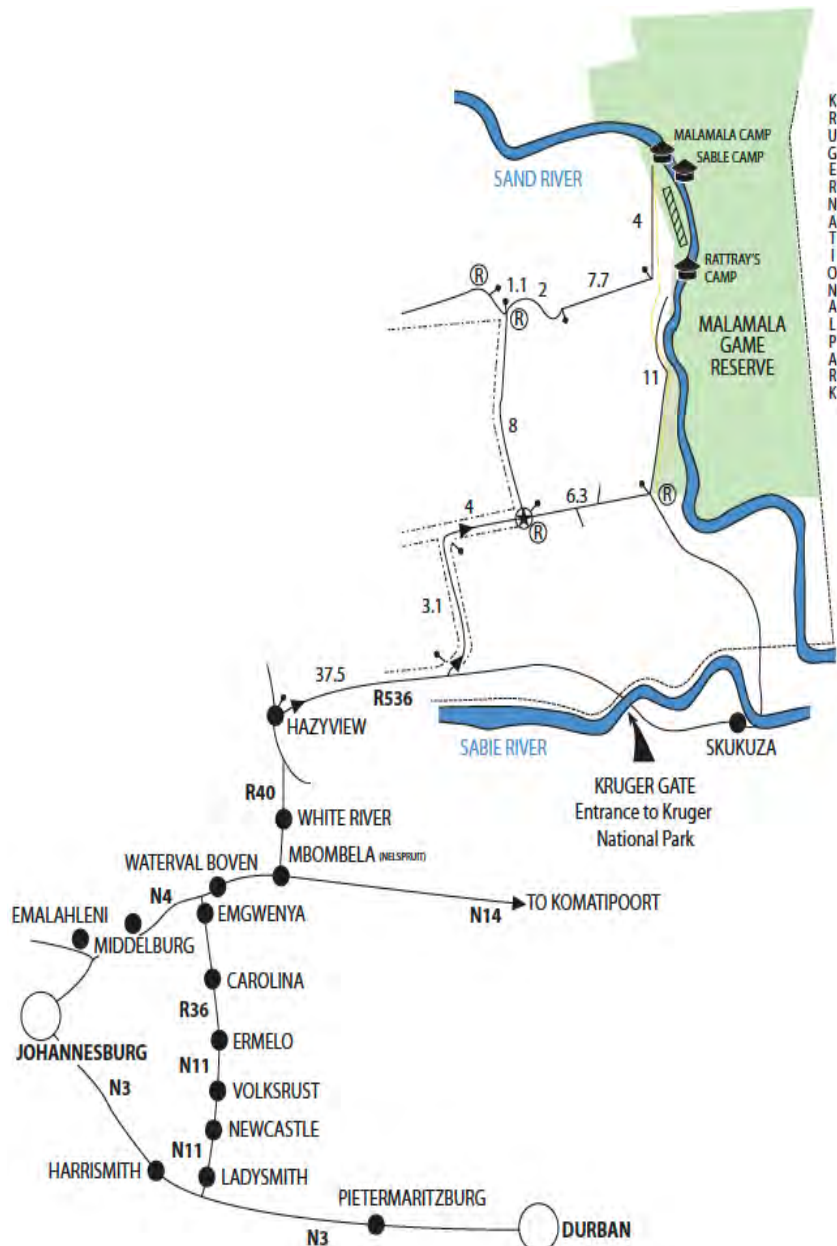 MALAMALA CAMP
SABLE CAMP
SAND RIVER
KRUGER NATIONAL PARK
4
RATTRAY'S
CAMP
R
1.1
2
7.7
R
MALAMALA
GAME
RESERVE
11
8
6.3
R
4
R
3.1
37.5
R536
HAZYVIEW
SABIE RIVER
SKUKUZA
KRUGER GATE
Entrance to Kruger
National Park
R40
WHITE RIVER
MBOMBELA (NELSPRUIT)
WATERVAL BOVEN
N4
EMGWENYA
N14
TO KOMATIPOORT
EMALAHLENI
MIDDELBURG
CAROLINA
R36
JOHANNESBURG
ERMELO
N11
N3
VOLKSRUST
NEWCASTLE
N11
HARRISMITH
LADYSMITH
PIETERMARITZBURG
N3
DURBAN